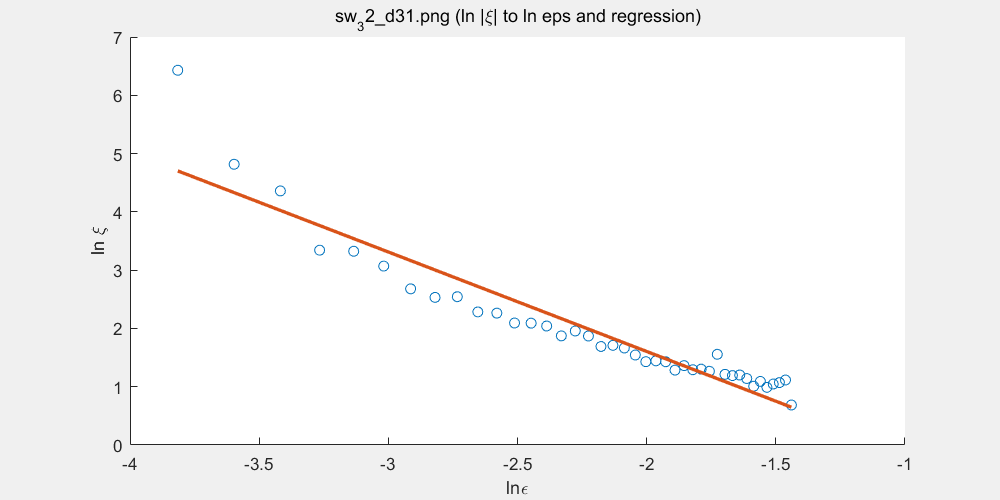 sw₃2_d31.png (ln |ξ| to ln eps and regression)
7
6
5
4
3
2
1
0
ln ξ
-4 -3.5 -3 -2.5 -2 -1.5 -1
lnϵ